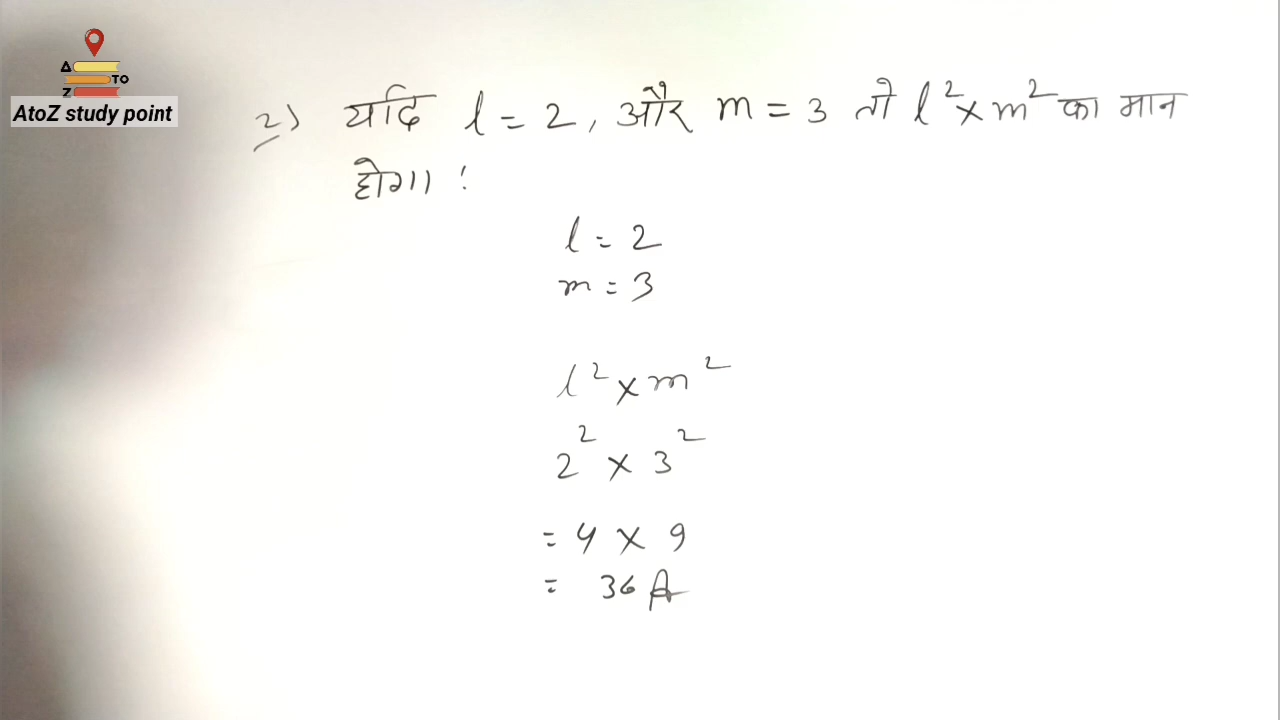 A
TO
Z
AtoZ study point
2) यदि l = 2, और m = 3 तो l² x m² का मान
होगा :
l = 2
m = 3
l² x m²
2² x 3²
= 4 x 9
= 36 A